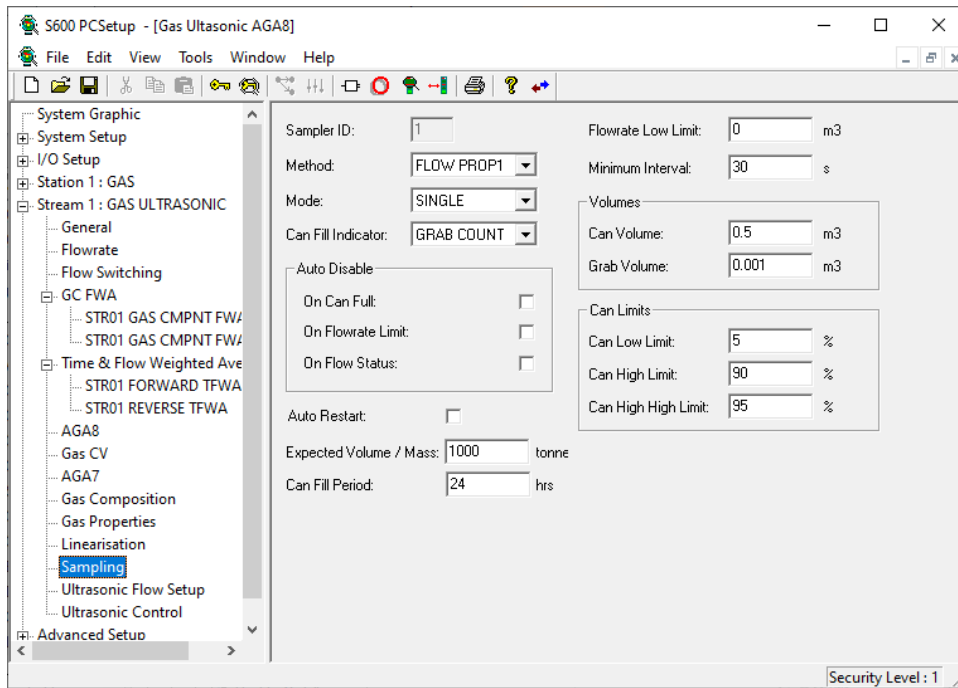 S600 PCSetup - [Gas Ultasonic AGA8]
File Edit View Tools Window Help
System Graphic
System Setup
I/O Setup
Station 1 : GAS
Stream 1 : GAS ULTRASONIC
General
Flowrate
Flow Switching
GC FWA
STR01 GAS CMPNT FWA
STR01 GAS CMPNT FWA
Time & Flow Weighted Ave
STR01 FORWARD TFWA
STR01 REVERSE TFWA
AGA8
Gas CV
AGA7
Gas Composition
Gas Properties
Linearisation
Sampling
Ultrasonic Flow Setup
Ultrasonic Control
Advanced Setup
Sampler ID: 1
Method: FLOW PROP1
Mode: SINGLE
Can Fill Indicator: GRAB COUNT
Auto Disable
On Can Full:
On Flowrate Limit:
On Flow Status:
Auto Restart:
Expected Volume / Mass: 1000 tonne
Can Fill Period: 24 hrs
Flowrate Low Limit: 0 m3
Minimum Interval: 30 s
Volumes
Can Volume: 0.5 m3
Grab Volume: 0.001 m3
Can Limits
Can Low Limit: 5 %
Can High Limit: 90 %
Can High High Limit: 95 %
Security Level : 1